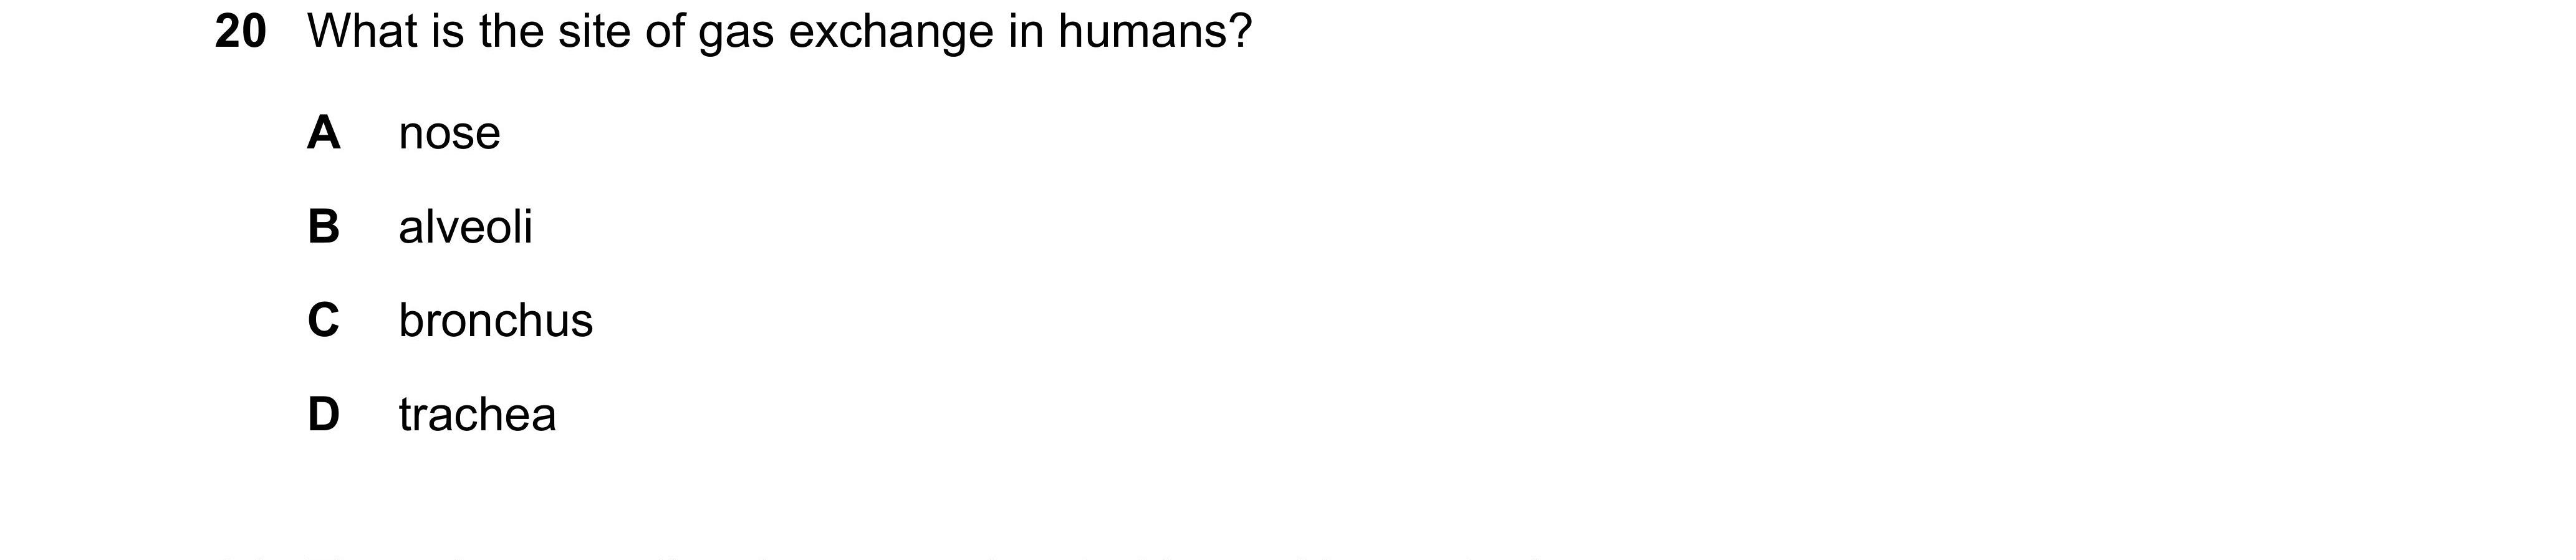 20 What is the site of gas exchange in humans?
A nose
B alveoli
C bronchus
D trachea